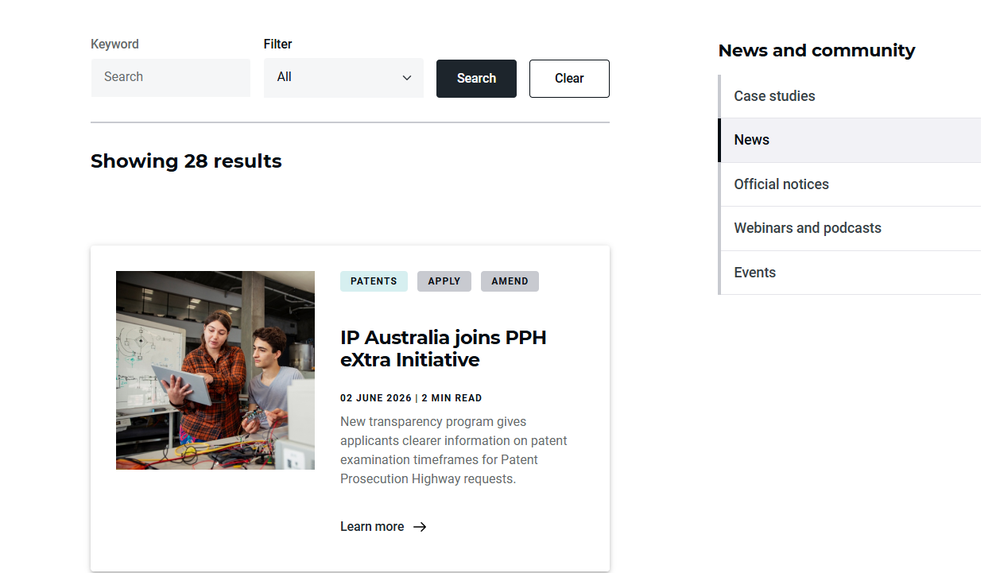 Keyword
Filter
Search
All
Search
Clear
Showing 28 results
PATENTS
APPLY
AMEND
IP Australia joins PPH
eXtra Initiative
02 JUNE 2026 | 2 MIN READ
New transparency program gives
applicants clearer information on patent
examination timeframes for Patent
Prosecution Highway requests.
Learn more
News and community
Case studies
News
Official notices
Webinars and podcasts
Events